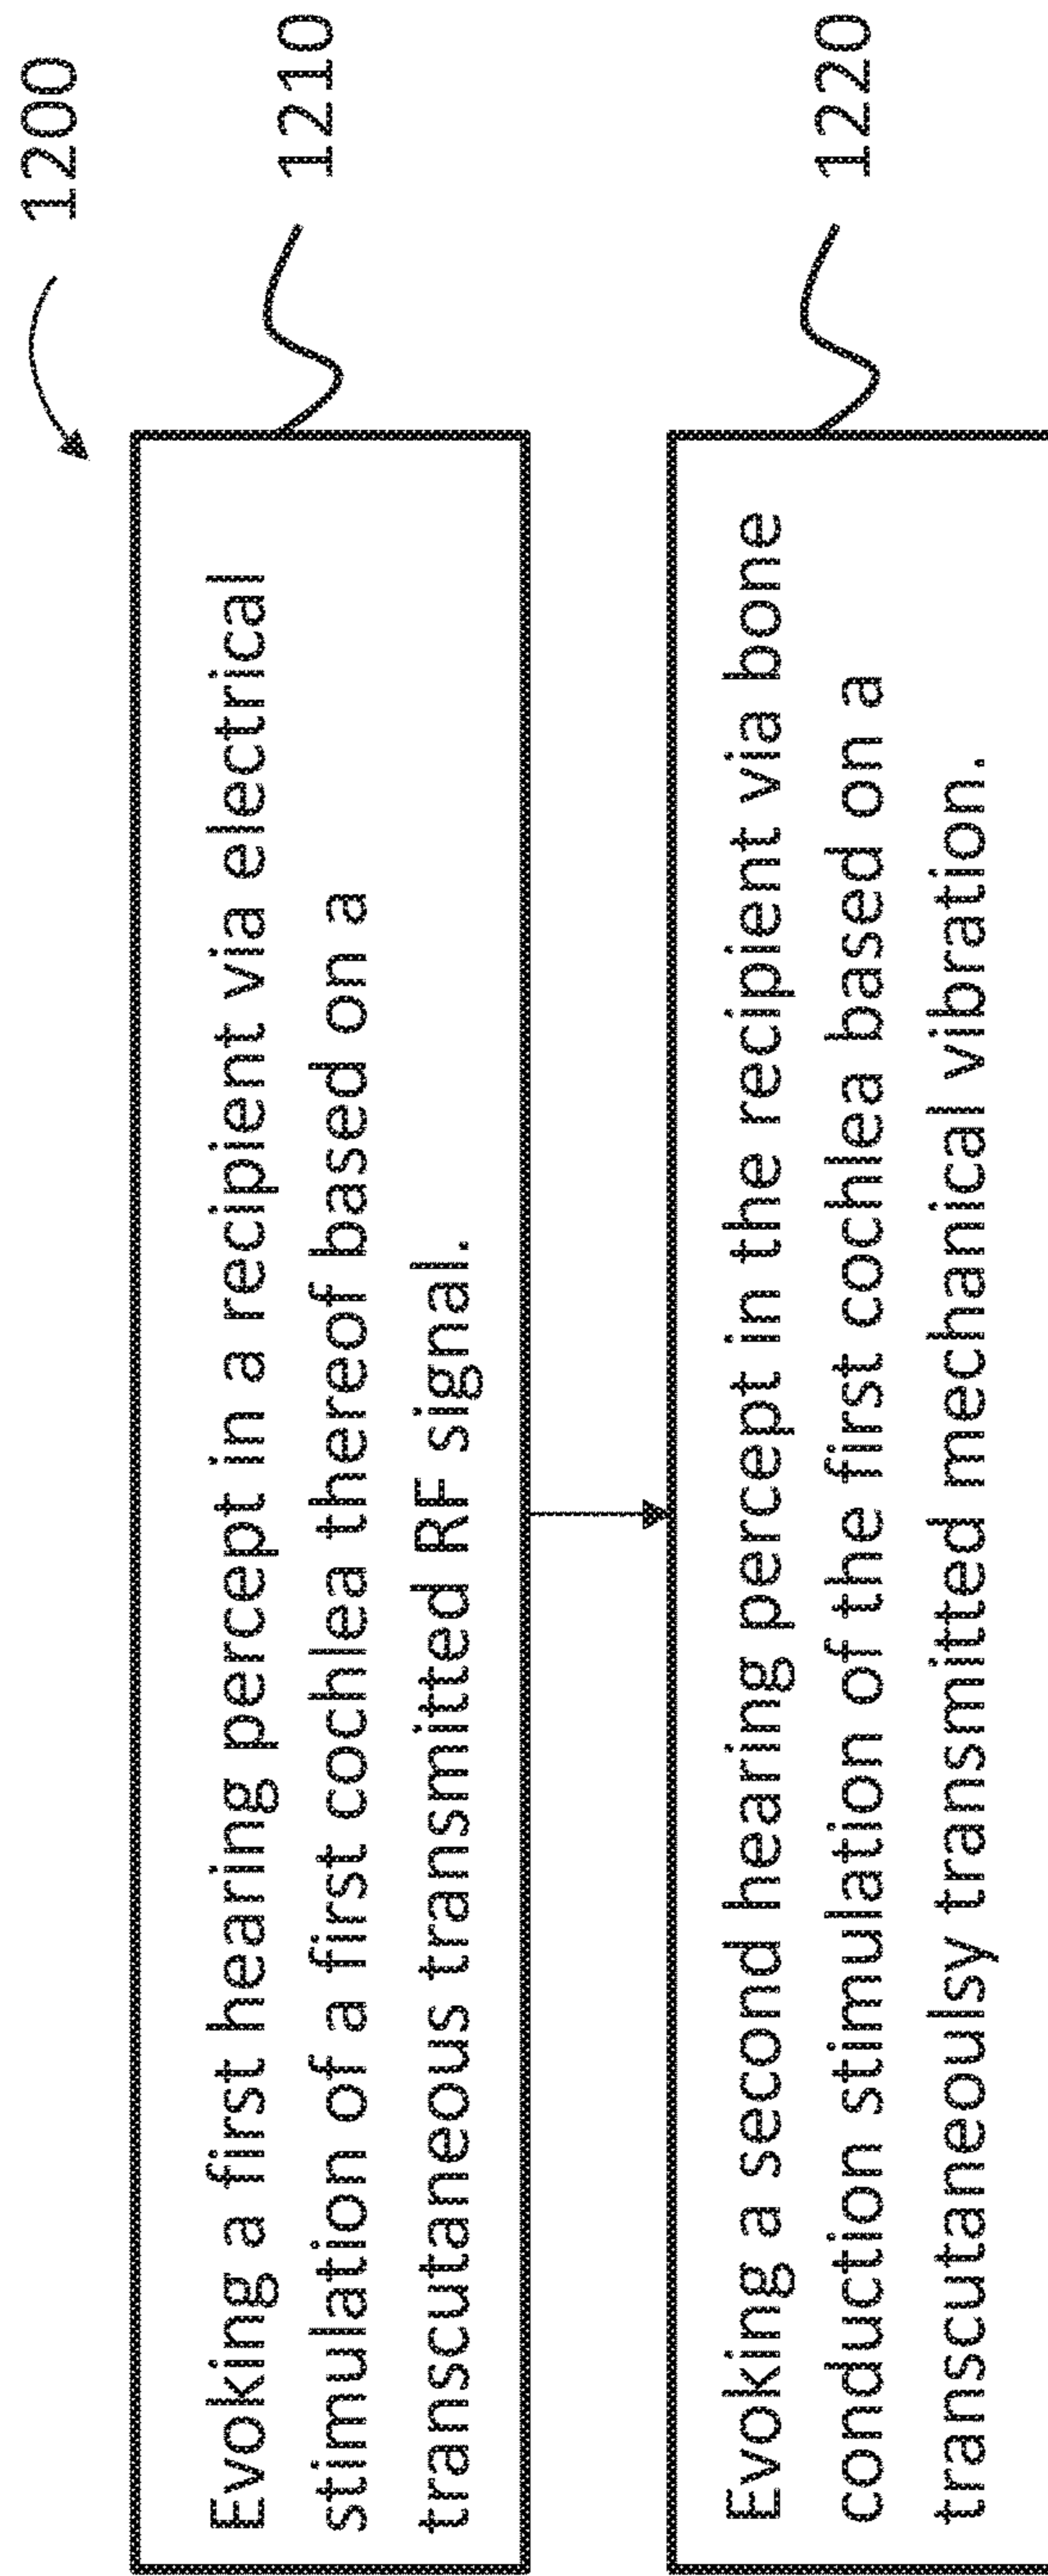 1200
Evoking a first hearing percept in a recipient via electrical
stimulation of a first cochlea thereof based on a
transcutaneous transmitted RF signal.
1210
Evoking a second hearing percept in the recipient via bone
conduction stimulation of the first cochlea based on a
transcutaneoulsy transmitted mechanical vibration.
1220